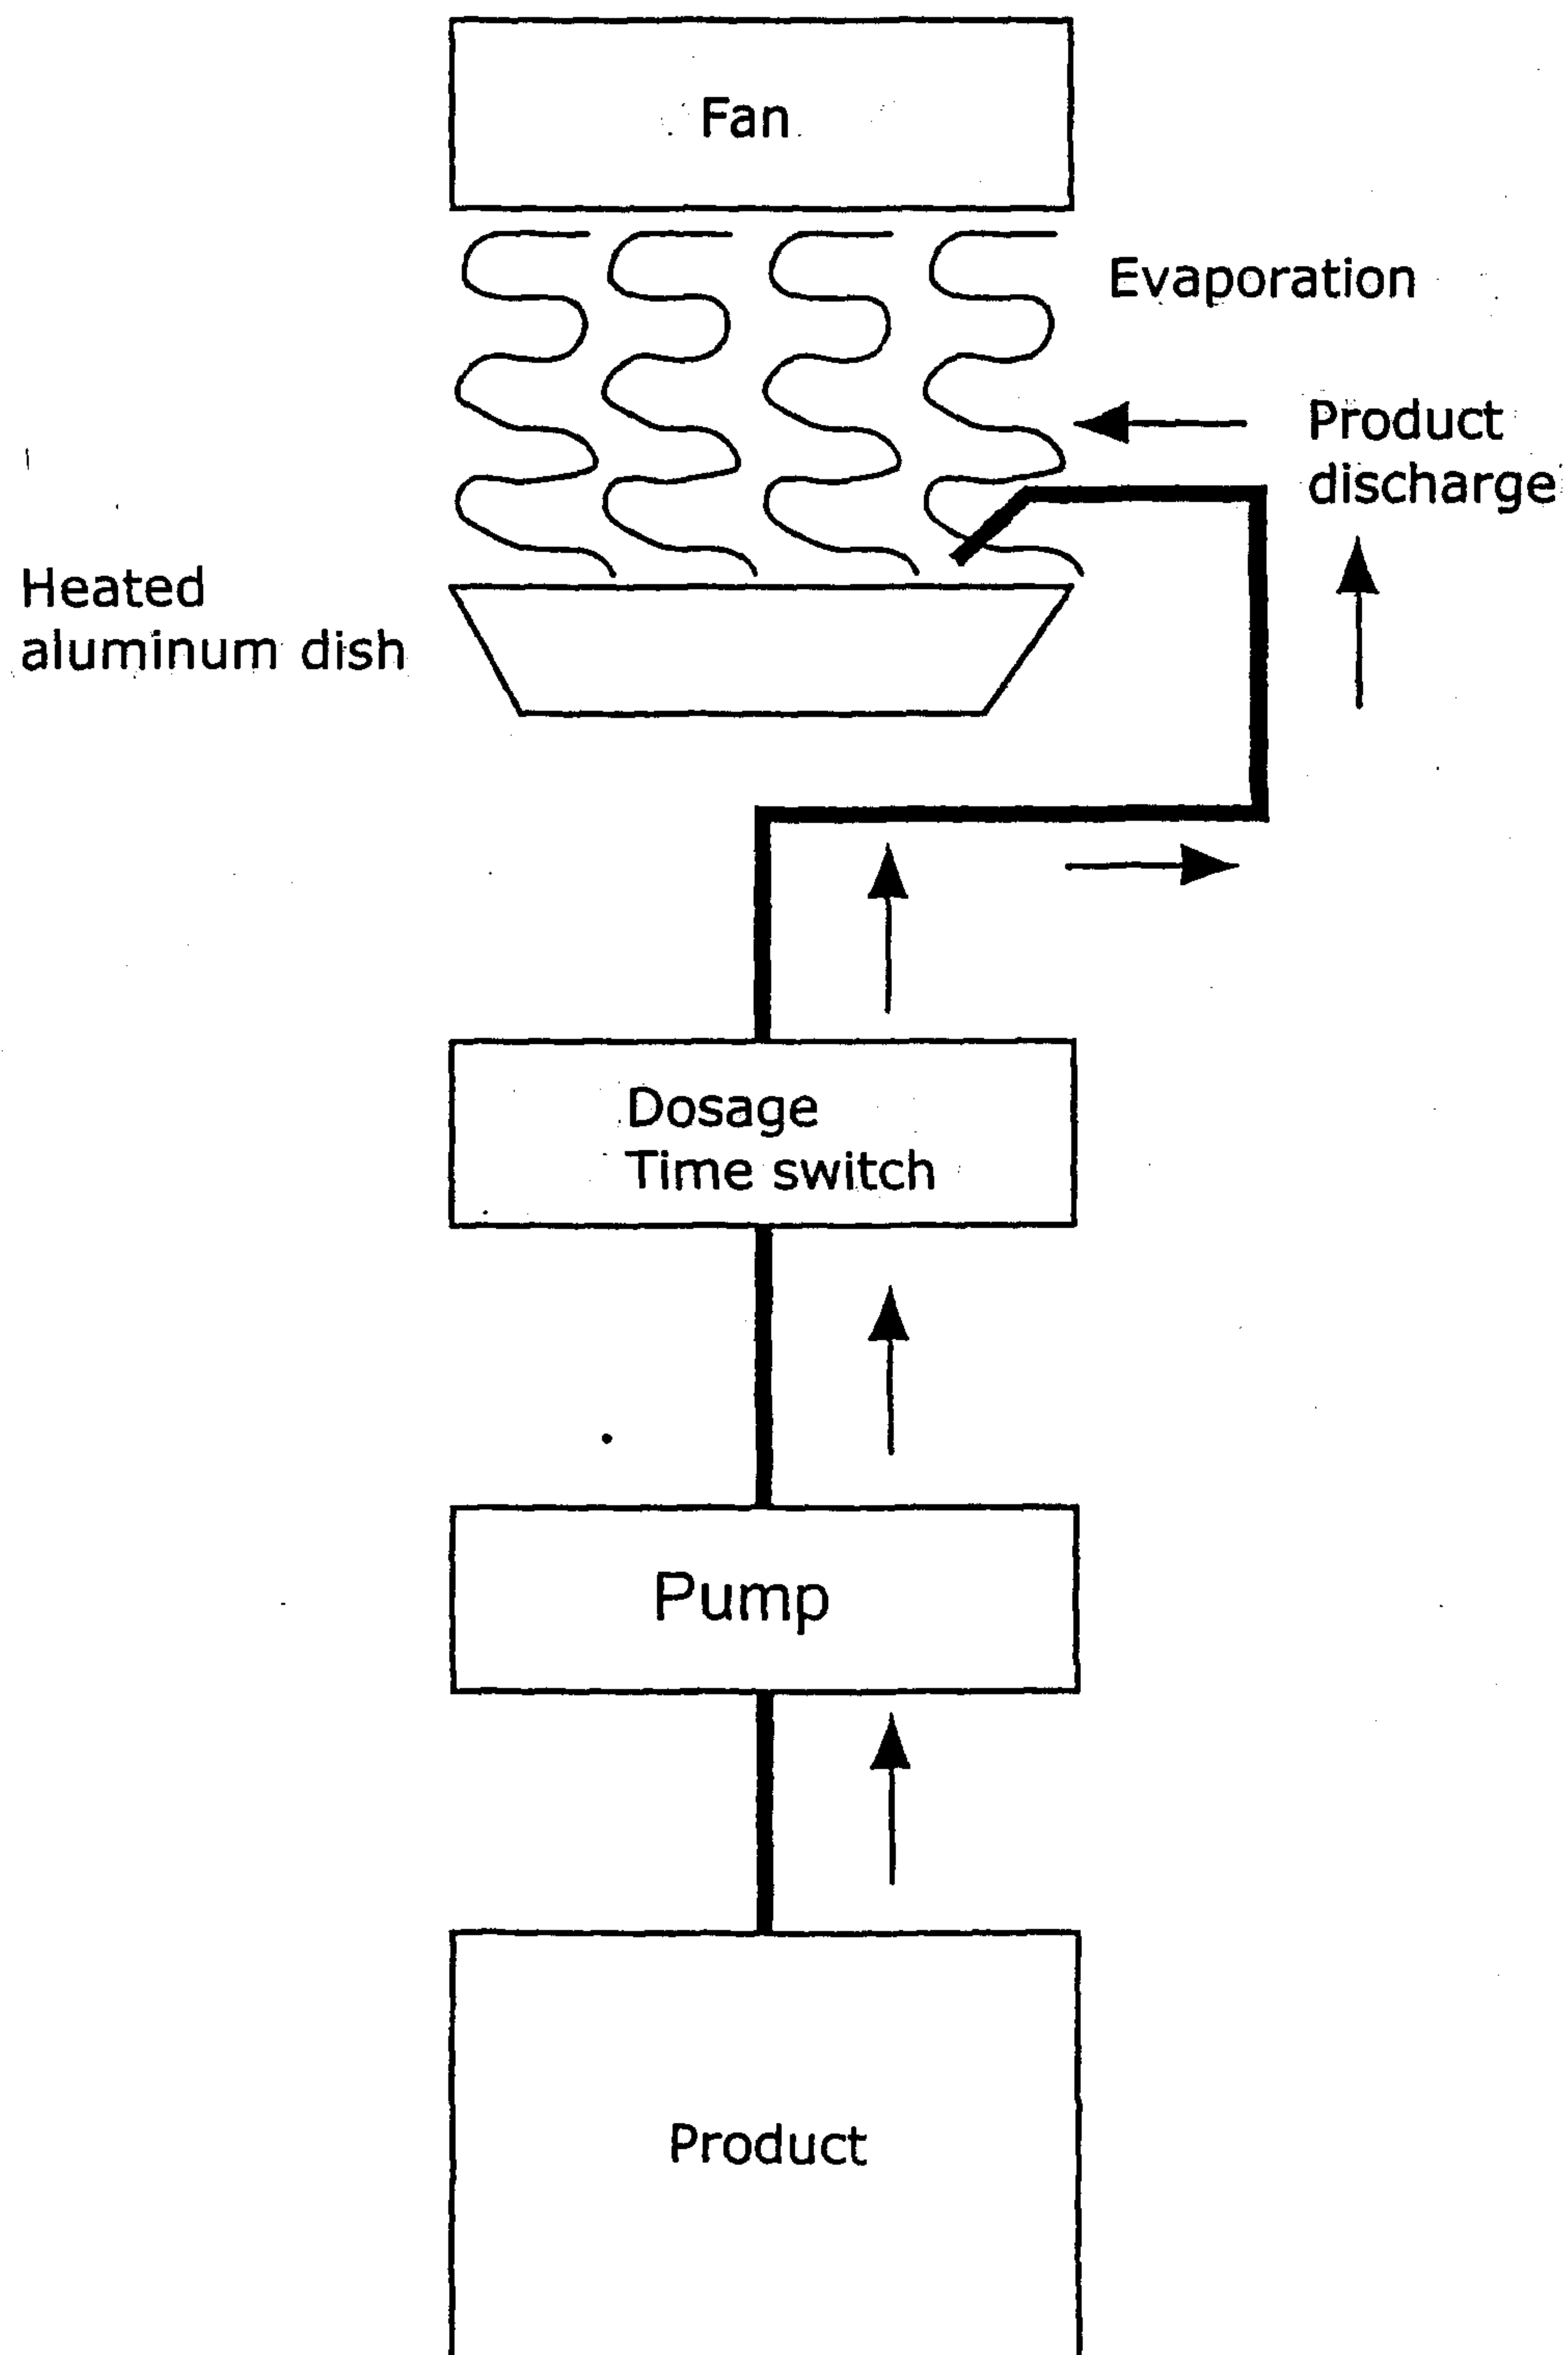 Fan
Evaporation
Product
discharge
Heated
aluminum dish
Dosage
Time switch
Pump
Product